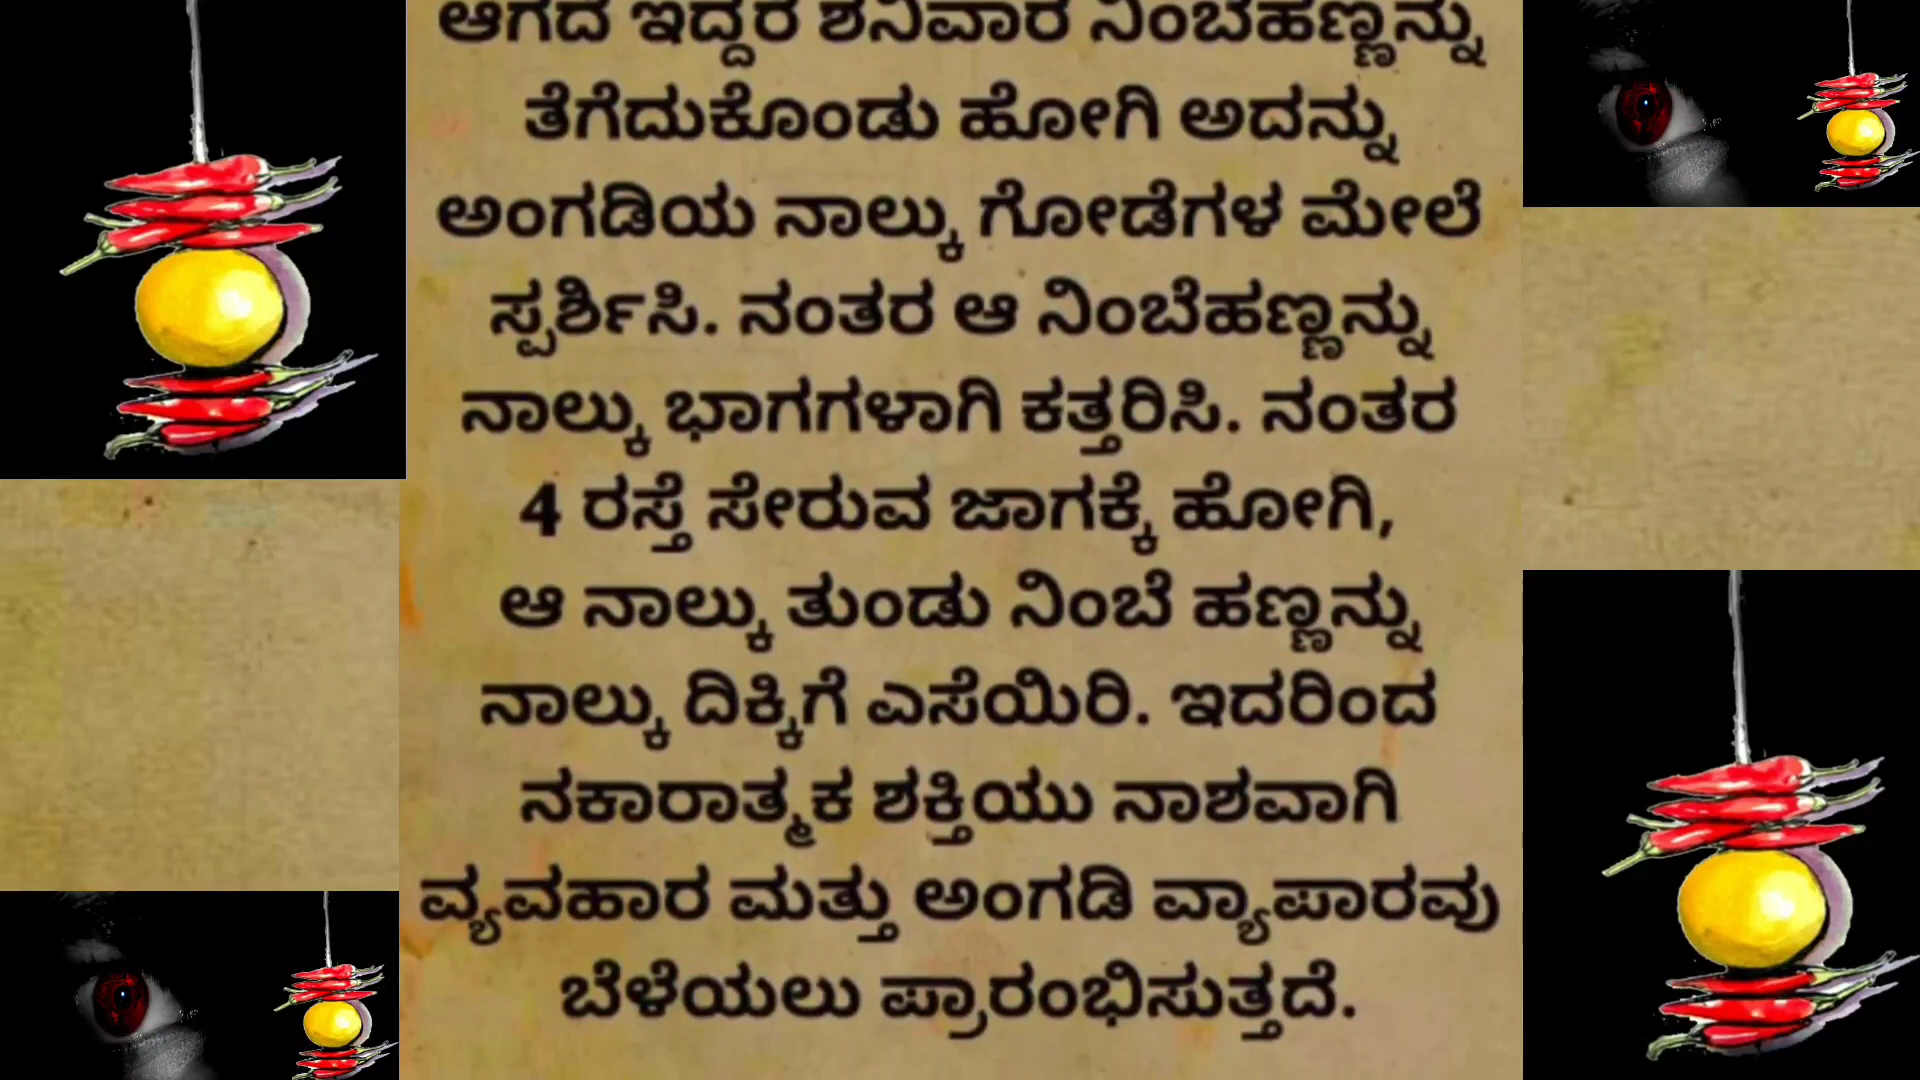 ಆಗದೆ ಇದ್ದರೆ ಶನಿವಾರ ನಿಂಬೆಹಣ್ಣನ್ನು
ತೆಗೆದುಕೊಂಡು ಹೋಗಿ ಅದನ್ನು
ಅಂಗಡಿಯ ನಾಲ್ಕು ಗೋಡೆಗಳ ಮೇಲೆ
ಸ್ಪರ್ಶಿಸಿ. ನಂತರ ಆ ನಿಂಬೆಹಣ್ಣನ್ನು
ನಾಲ್ಕು ಭಾಗಗಳಾಗಿ ಕತ್ತರಿಸಿ. ನಂತರ
4 ರಸ್ತೆ ಸೇರುವ ಜಾಗಕ್ಕೆ ಹೋಗಿ,
ಆ ನಾಲ್ಕು ತುಂಡು ನಿಂಬೆ ಹಣ್ಣನ್ನು
ನಾಲ್ಕು ದಿಕ್ಕಿಗೆ ಎಸೆಯಿರಿ. ಇದರಿಂದ
ನಕಾರಾತ್ಮಕ ಶಕ್ತಿಯು ನಾಶವಾಗಿ
ವ್ಯವಹಾರ ಮತ್ತು ಅಂಗಡಿ ವ್ಯಾಪಾರವು
ಬೆಳೆಯಲು ಪ್ರಾರಂಭಿಸುತ್ತದೆ.